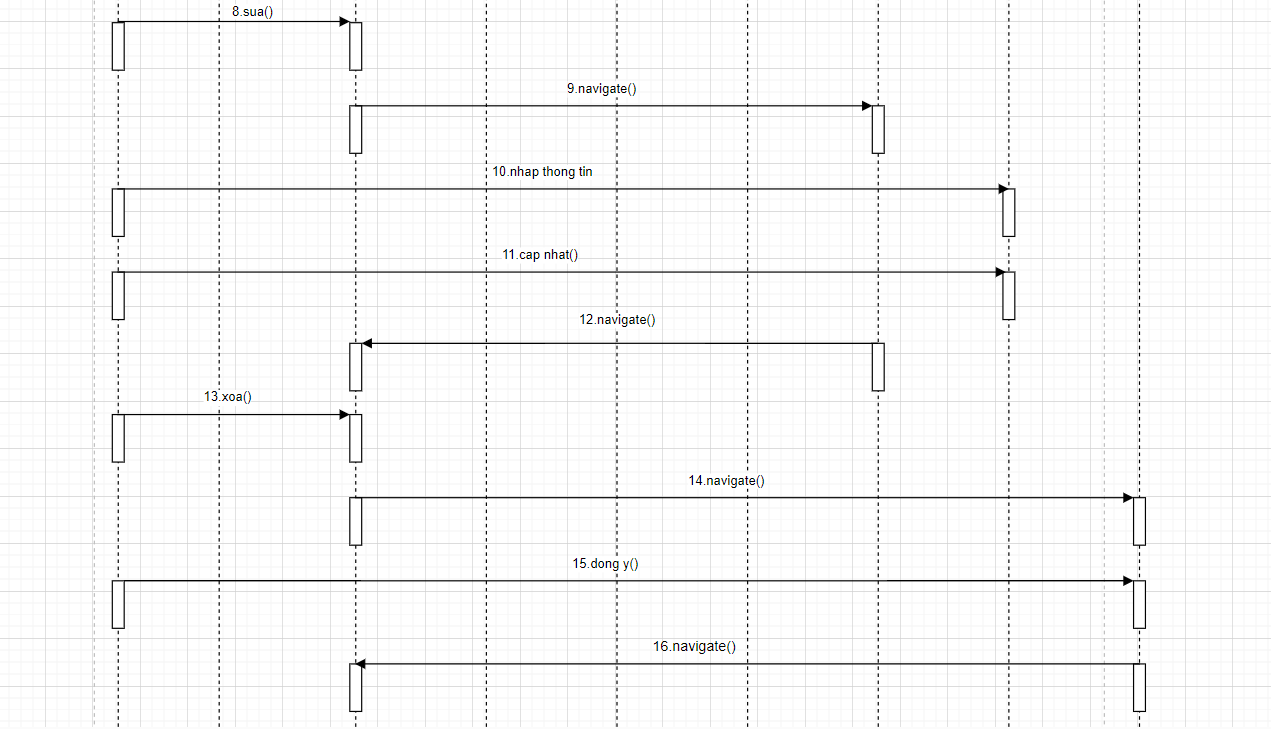 8.sua()
9.navigate()
10.nhap thong tin
11.cap nhat()
12.navigate()
13.xoa()
14.navigate()
15.dong y()
16.navigate()